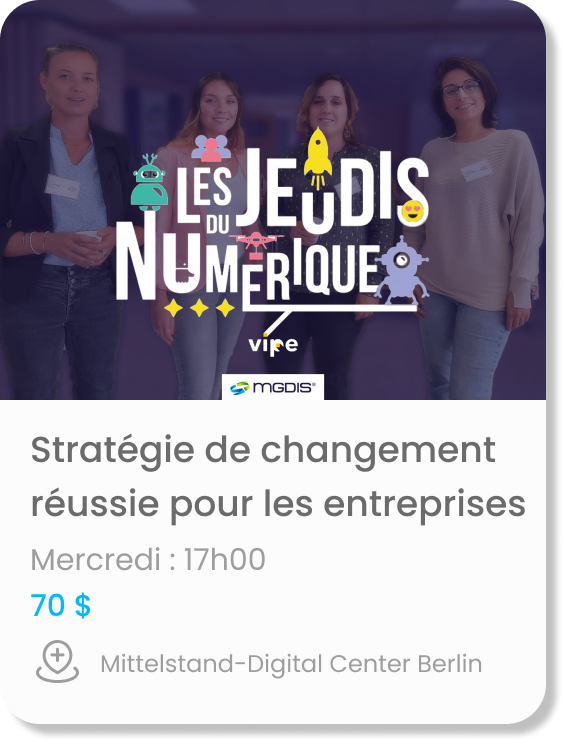 LES JEUDIS
DU
NUMERIQUE
vipe
MGDIS®
Stratégie de changement
réussie pour les entreprises
Mercredi : 17h00
70 $
Mittelstand-Digital Center Berlin